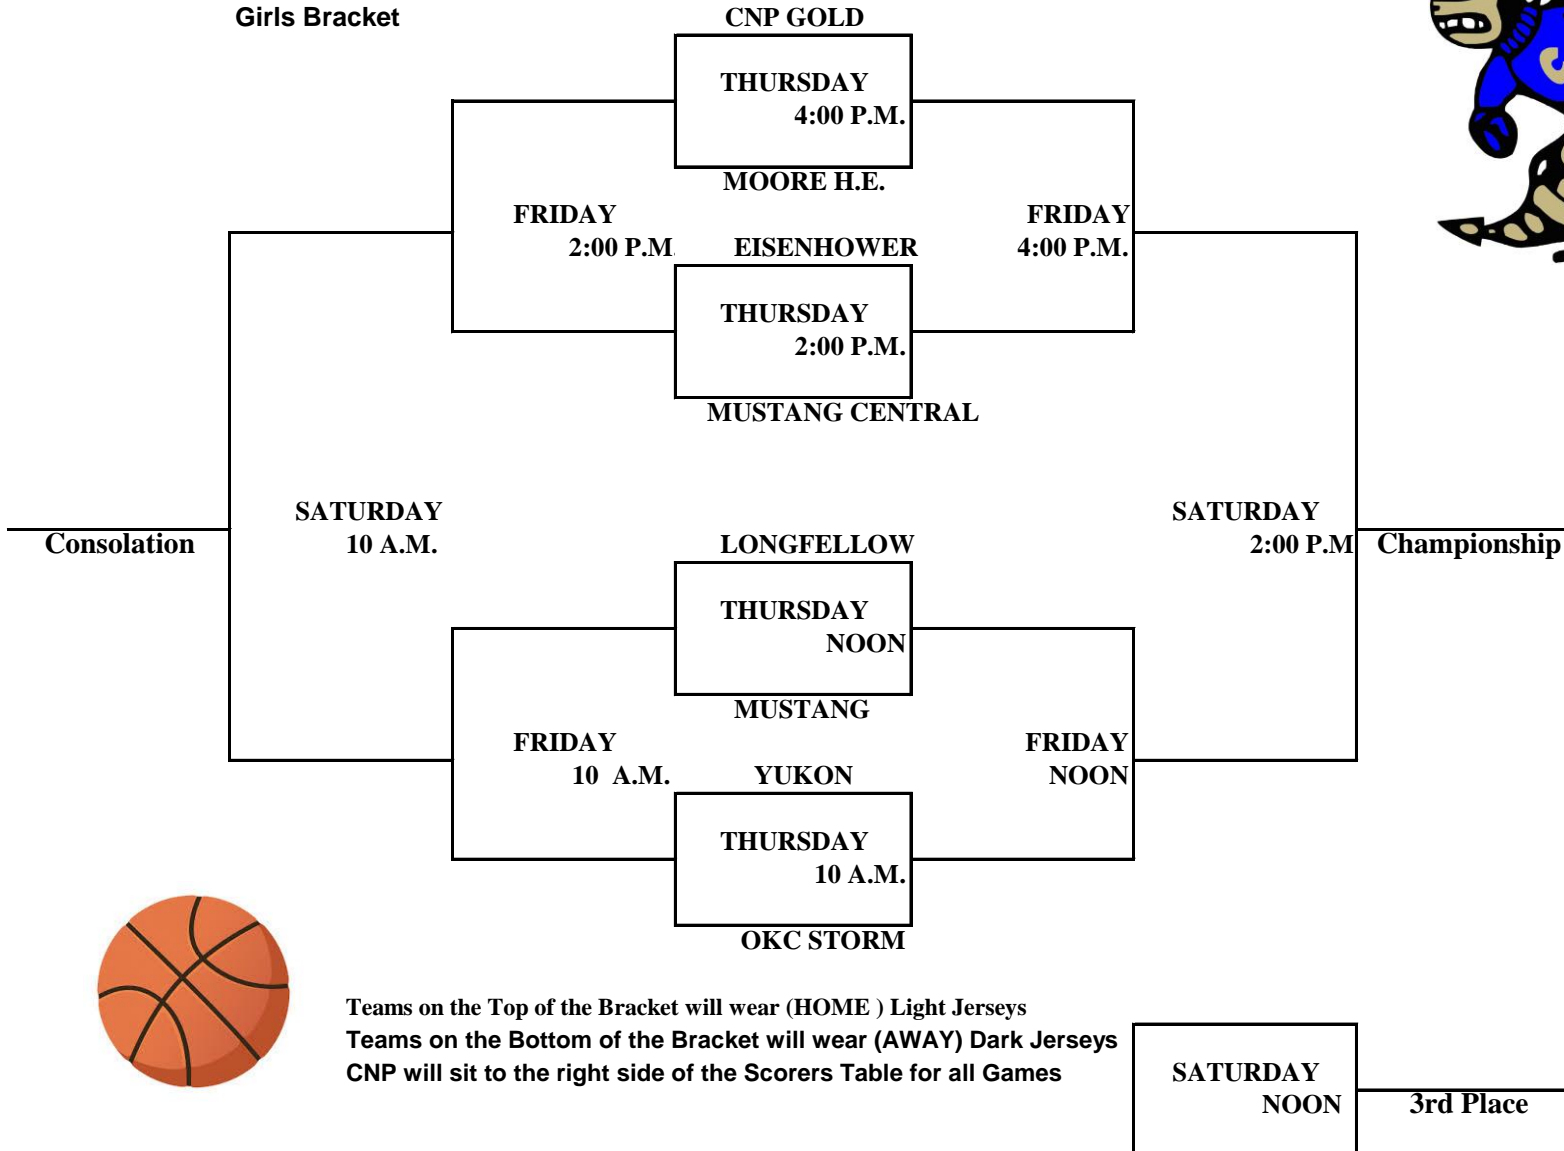 Girls Bracket
CNP GOLD
THURSDAY
4:00 P.M.
MOORE H.E.
FRIDAY
2:00 P.M.
FRIDAY
4:00 P.M.
EISENHOWER
THURSDAY
2:00 P.M.
MUSTANG CENTRAL
SATURDAY
10 A.M.
Consolation
SATURDAY
2:00 P.M
Championship
LONGFELLOW
THURSDAY
NOON
MUSTANG
FRIDAY
10 A.M.
FRIDAY
NOON
YUKON
THURSDAY
10 A.M.
OKC STORM
Teams on the Top of the Bracket will wear (HOME ) Light Jerseys
Teams on the Bottom of the Bracket will wear (AWAY) Dark Jerseys
CNP will sit to the right side of the Scorers Table for all Games
SATURDAY
NOON
3rd Place